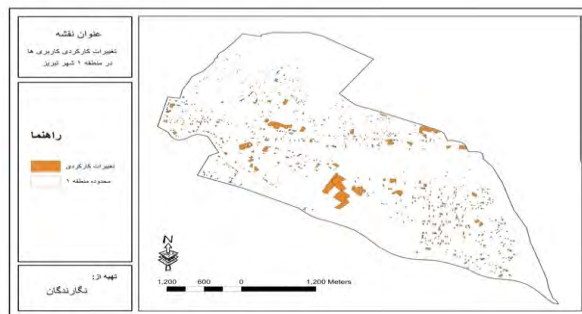 عنوان نقشه
تغییرات کارکردی کاربری ها
در منطقه ۱ شهر تبریز
راهنما
تغییرات کارکردی
محدوده منطقه ۱
تهیه از:
نگارندگان
N
1,200 600 0 1,200 Meters